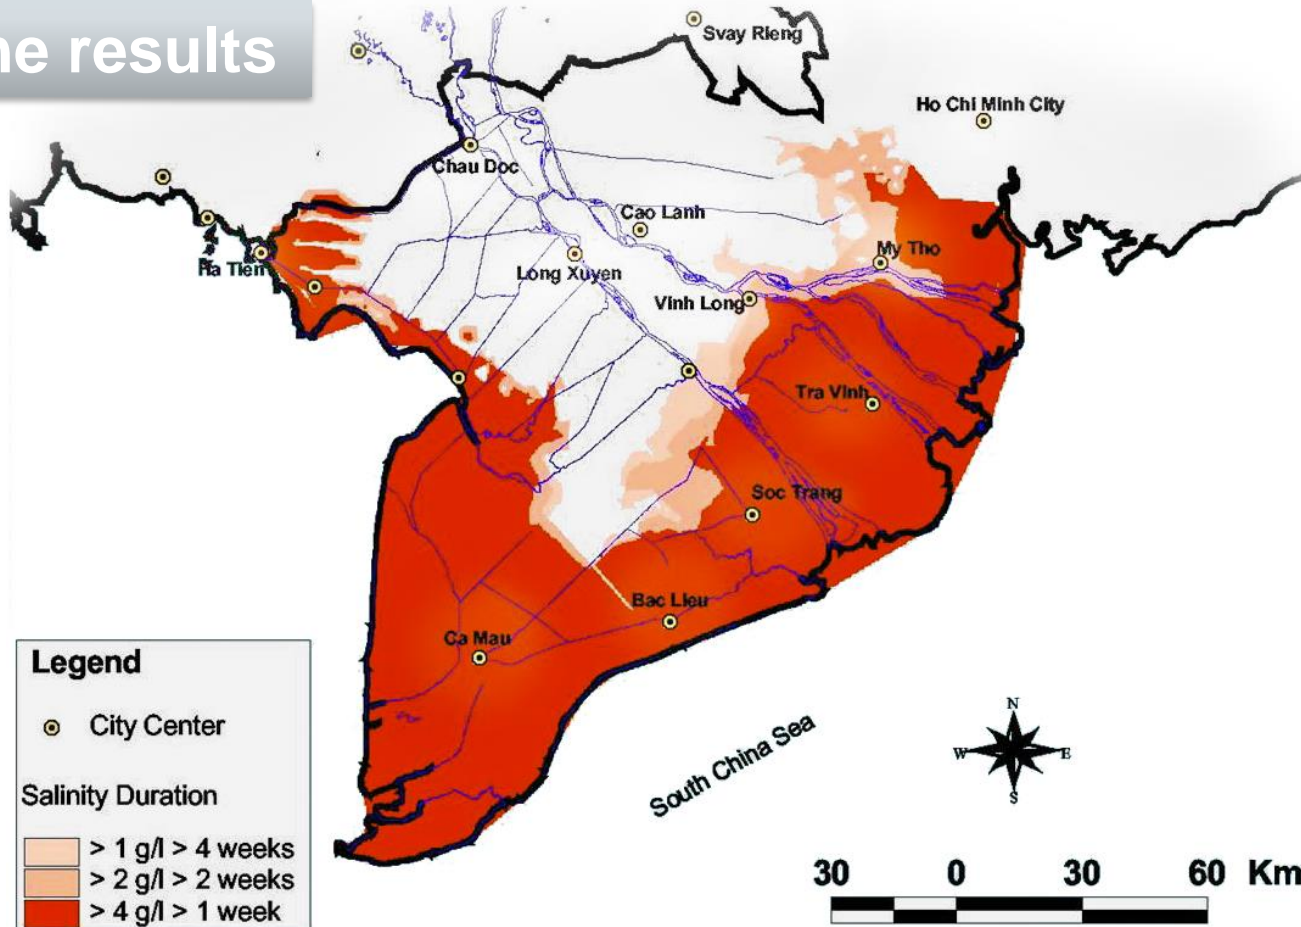 ne results
Svay Rieng
Ho Chi Minh City
Chau Doc
Cao Lanh
My Tho
Ha Tien
Long Xuyen
Vinh Long
Tra Vinh
Soc Trang
Bac Lieu
Ca Mau
South China Sea
N
W
E
S
Legend
City Center
Salinity Duration
> 1 g/l > 4 weeks
> 2 g/l > 2 weeks
> 4 g/l > 1 week
30 0 30 60 Km